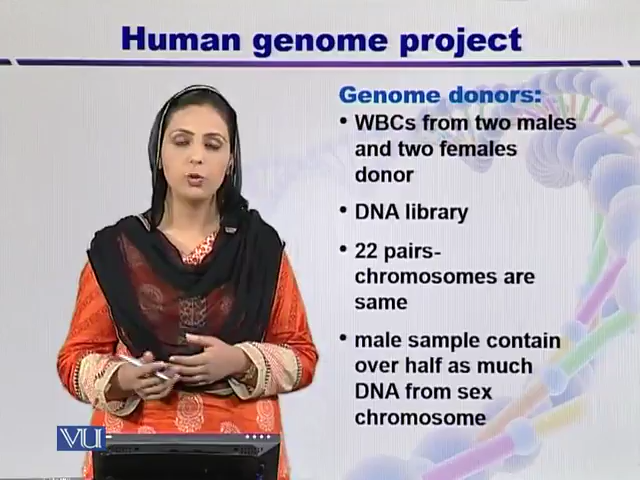 Human genome project
Genome donors:
• WBCs from two males
and two females
donor
• DNA library
• 22 pairs-
chromosomes are
same
• male sample contain
over half as much
DNA from sex
chromosome
VU